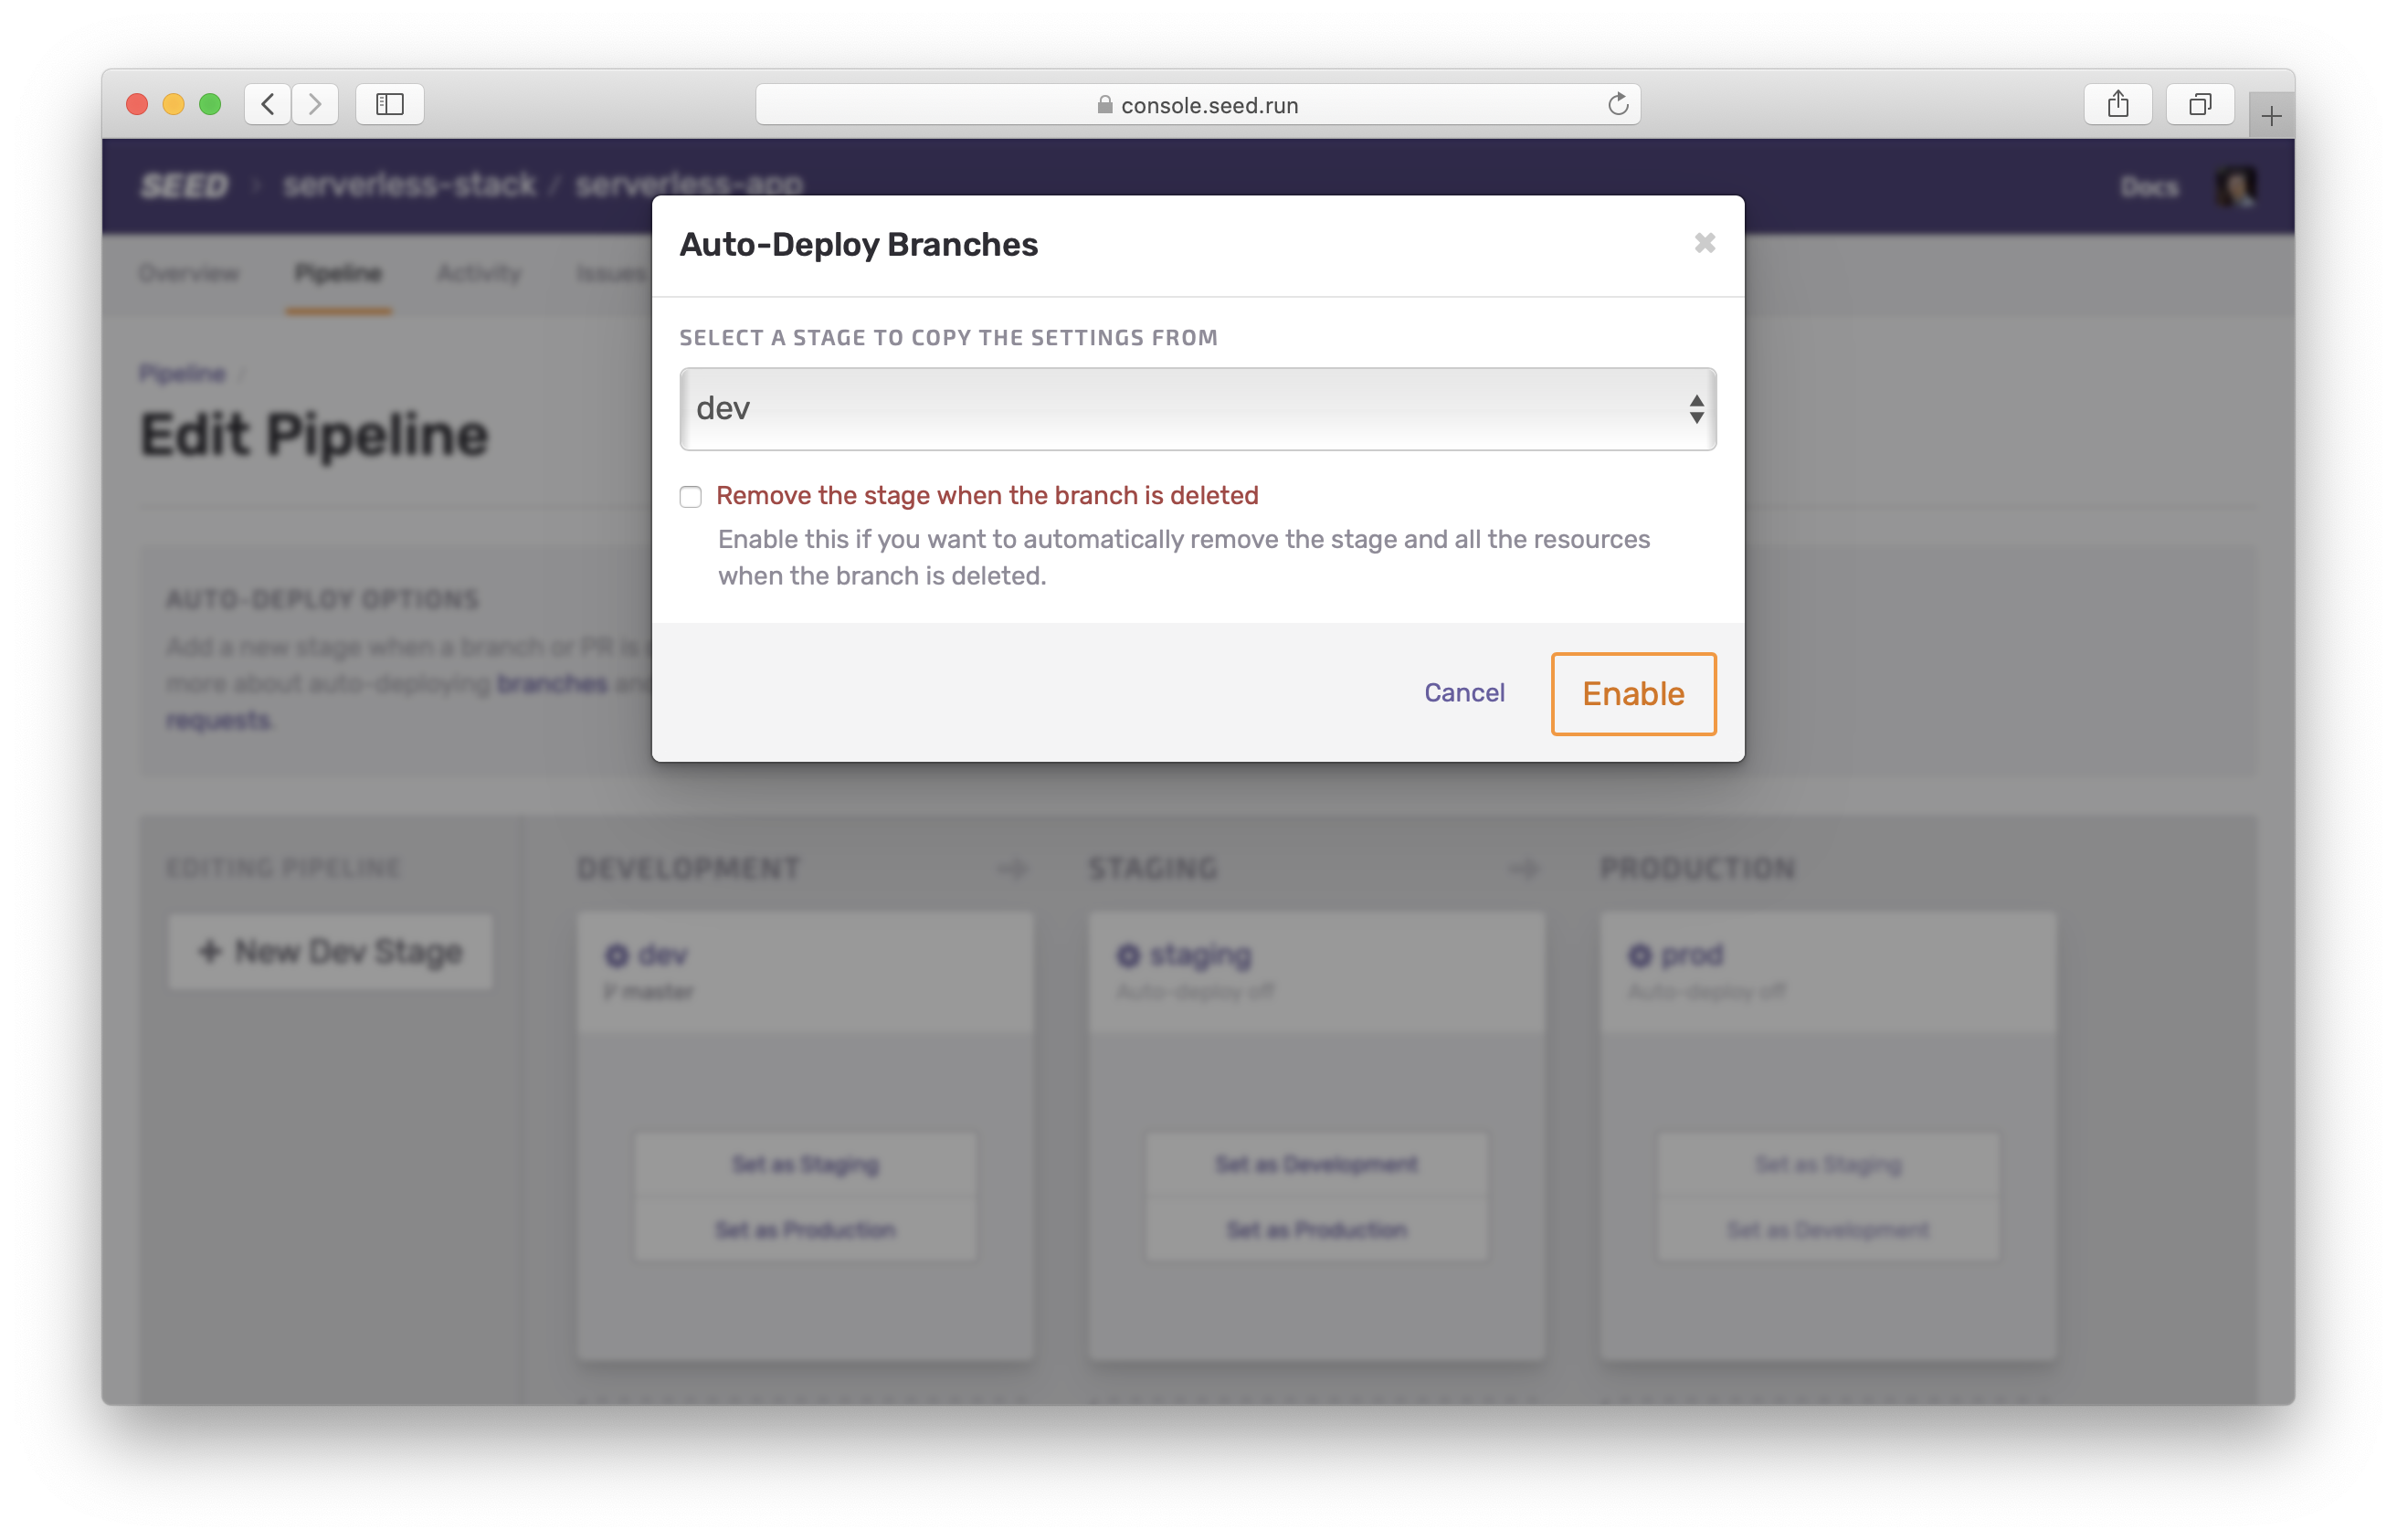 console.seed.run
SEED > serverless-stack / serverless-app
Docs
Auto-Deploy Branches
Overview
Pipeline
Activity
Issues
SELECT A STAGE TO COPY THE SETTINGS FROM
dev
Pipeline /
Edit Pipeline
Remove the stage when the branch is deleted
Enable this if you want to automatically remove the stage and all the resources
when the branch is deleted.
Cancel
Enable
AUTO-DEPLOY OPTIONS
Add a new stage when a branch or PR is
more about auto-deploying branches and
requests.
EDITING PIPELINE
DEVELOPMENT
STAGING
PRODUCTION
+ New Dev Stage
dev
master
staging
Auto-deploy off
prod
Auto-deploy off
Set as Staging
Set as Production
Set as Development
Set as Production
Set as Staging
Set as Development